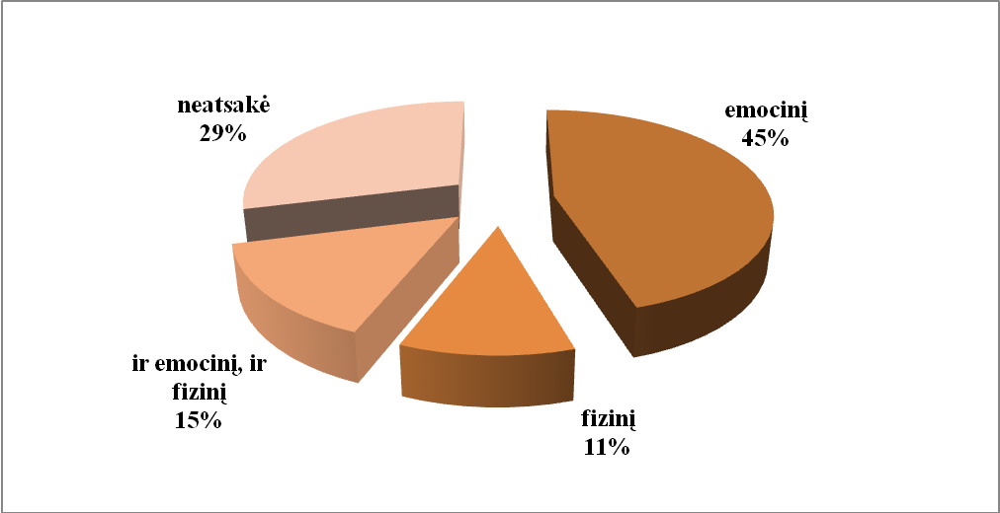 neatsakė
29%
emocinį
45%
ir emocinį, ir
fizinį
15%
fizinį
11%